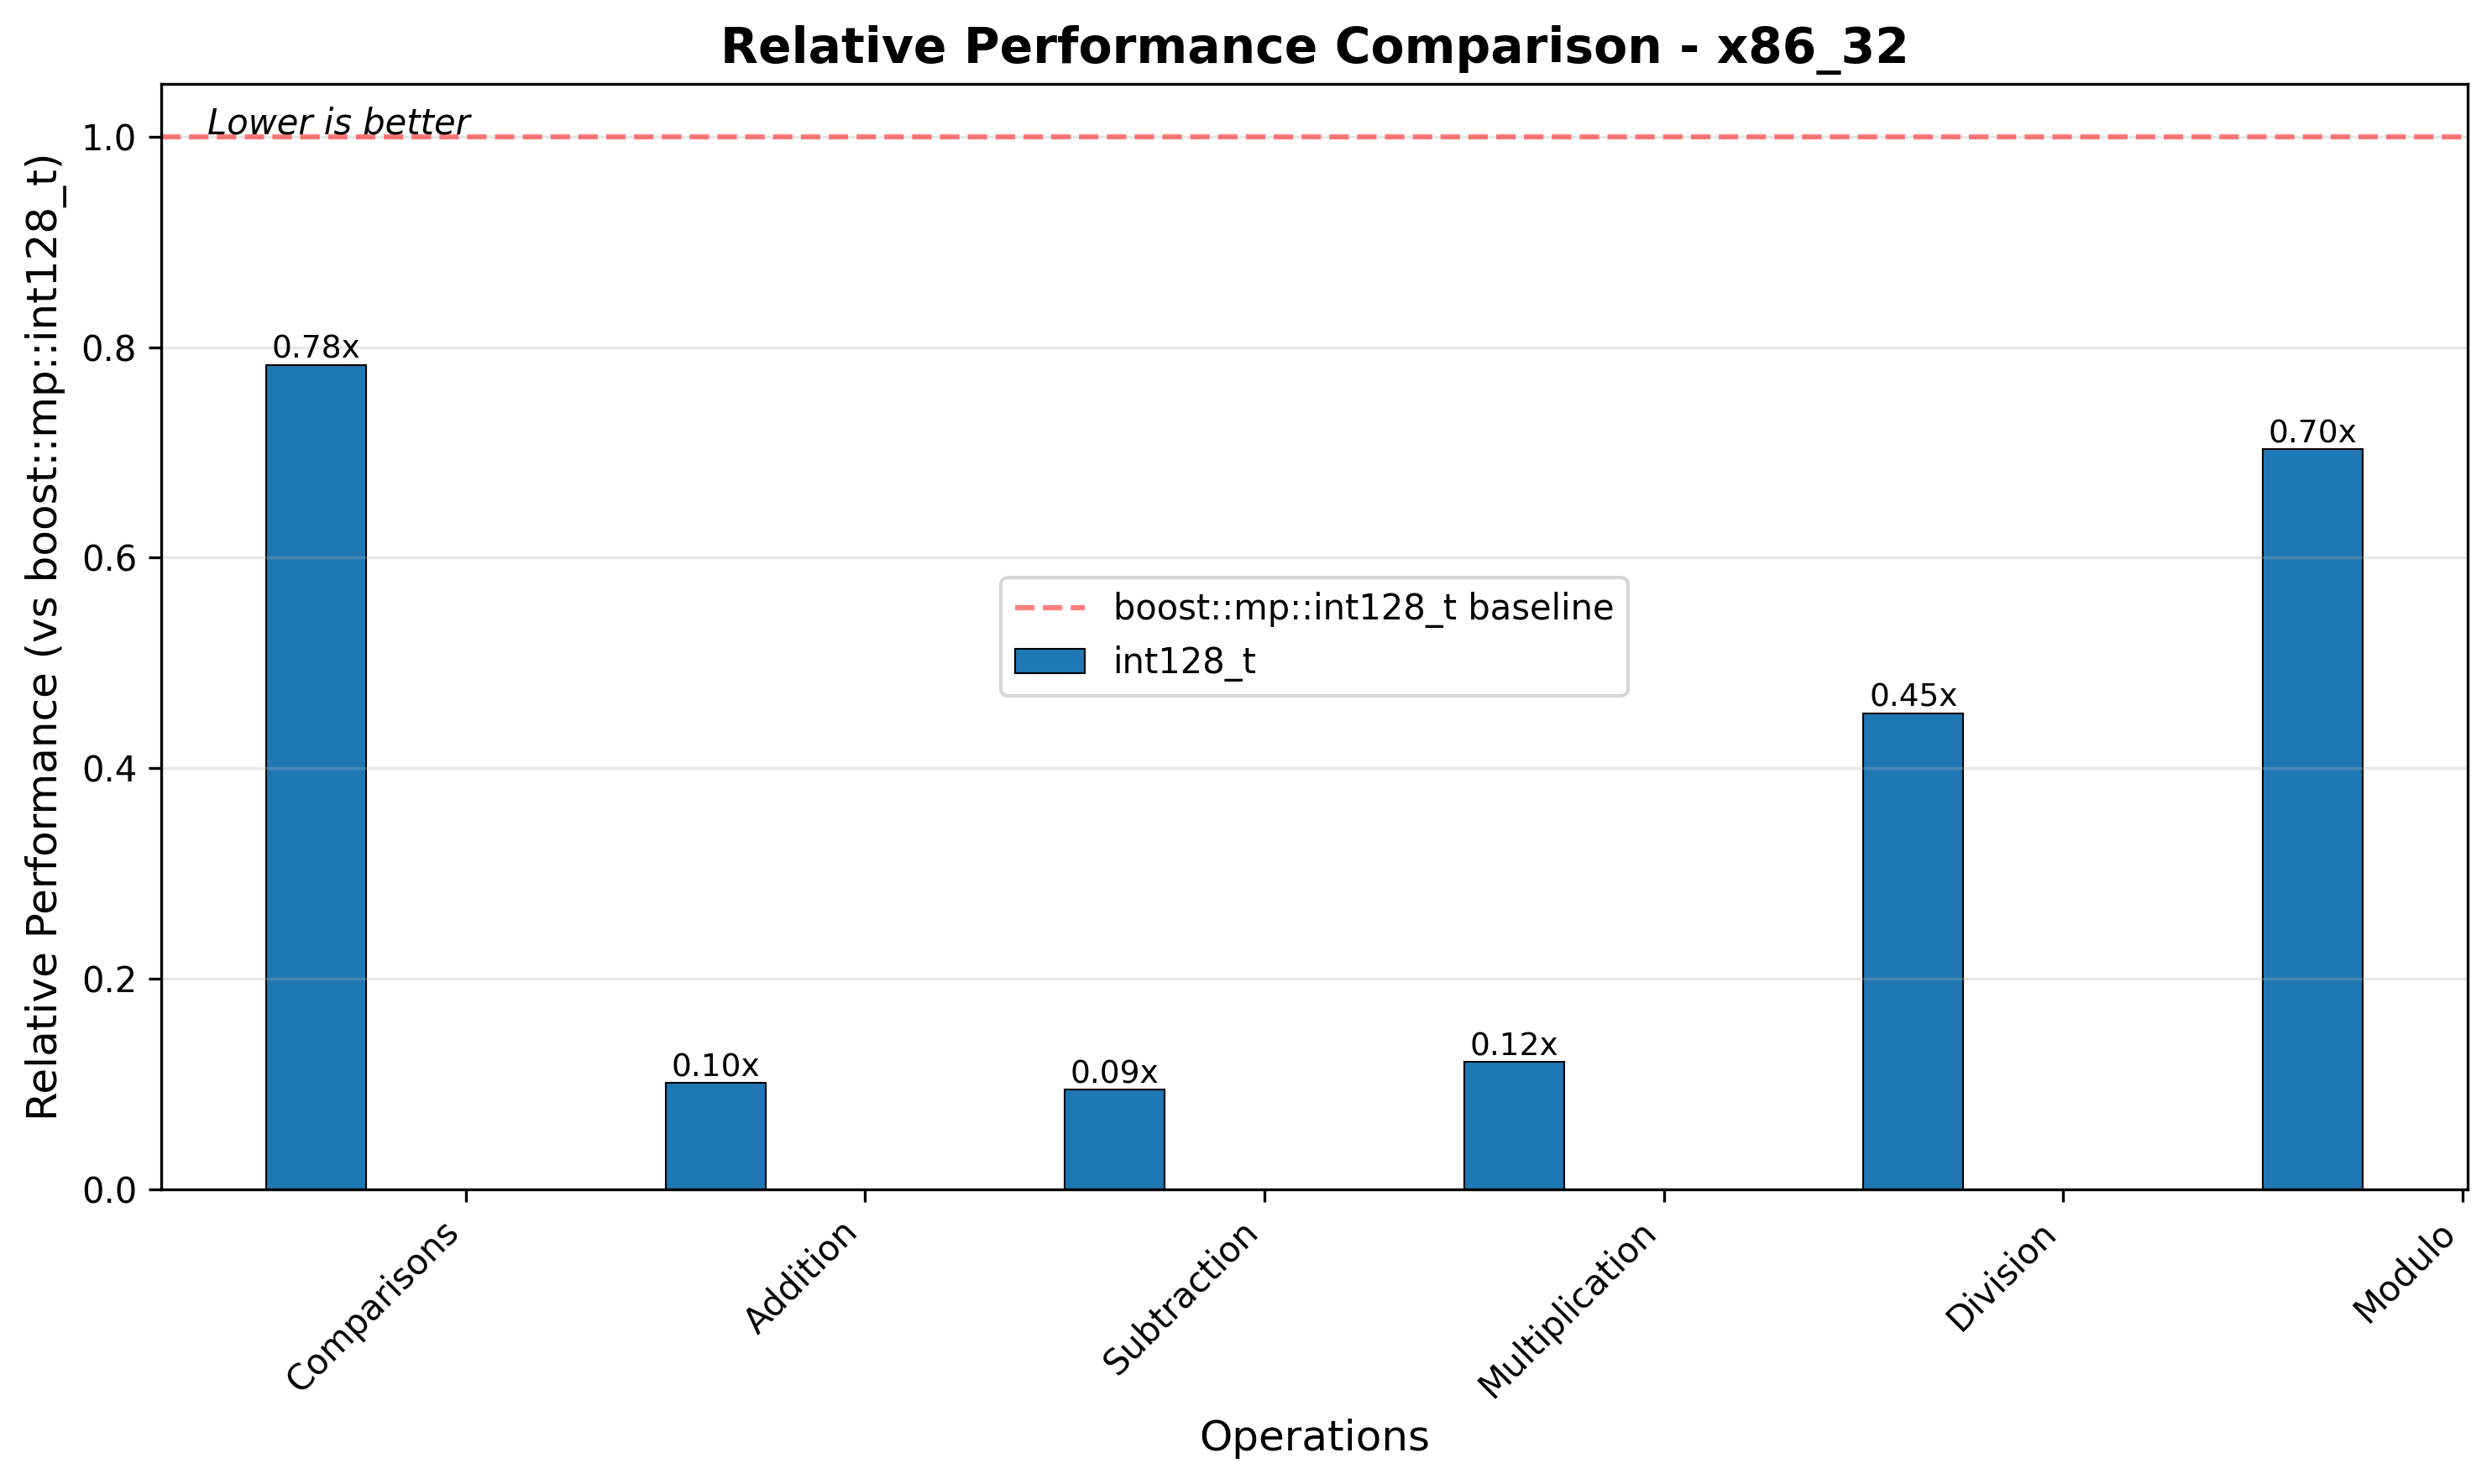 Relative Performance Comparison - x86_32
Relative Performance (vs boost::mp::int128_t)
Lower is better
1.0
0.8
0.6
0.4
0.2
0.0
0.78x
0.10x
0.09x
0.12x
0.45x
0.70x
boost::mp::int128_t baseline
int128_t
Comparisons
Addition
Subtraction
Multiplication
Division
Modulo
Operations